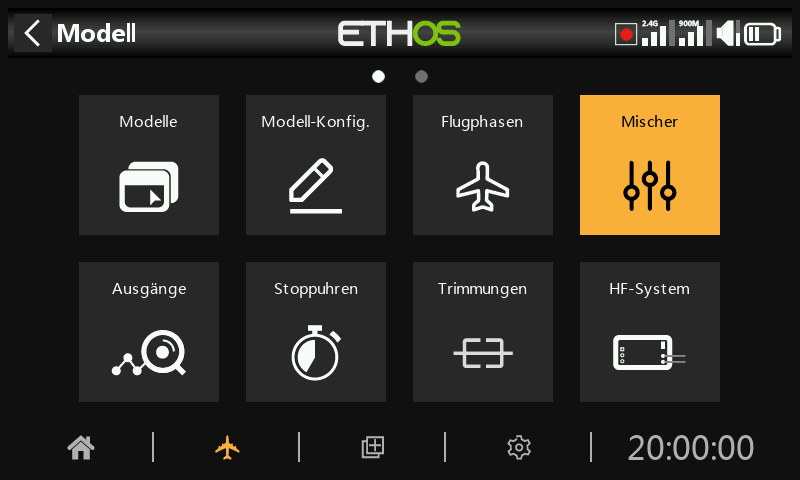 Modell
ETHOS
2.4G
900M
Modelle
Modell-Konfig.
Flugphasen
Mischer
Ausgänge
Stoppuhren
Trimmungen
HF-System
20:00:00